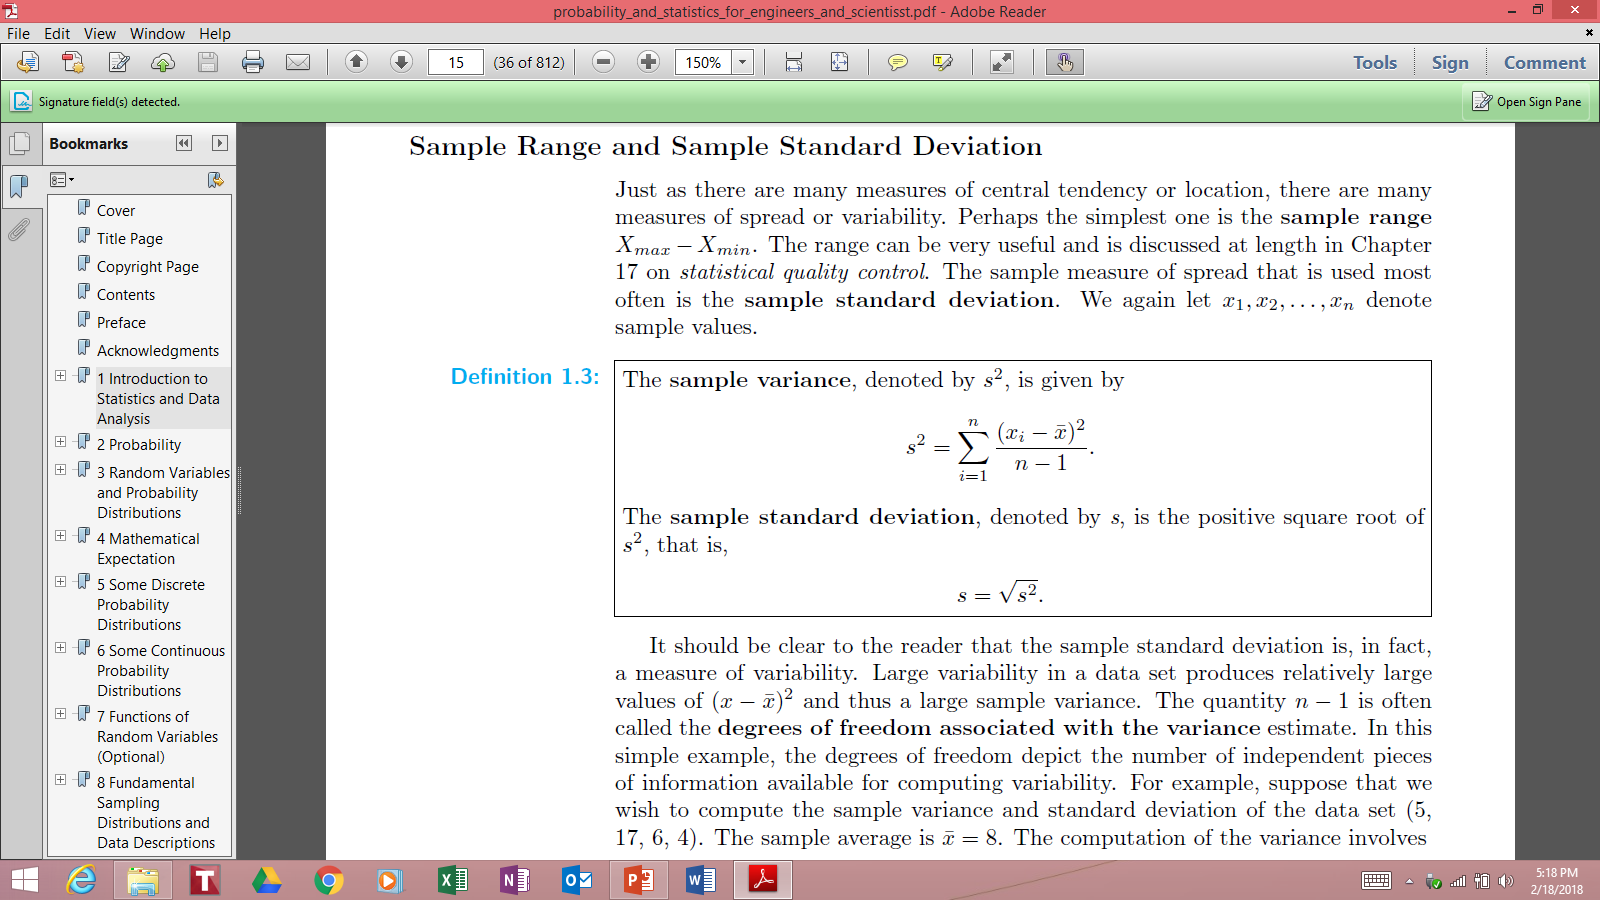 probability_and_statistics_for_engineers_and_scientisst.pdf - Adobe Reader
File Edit View Window Help
15 (36 of 812) 150% Tools Sign Comment
Signature field(s) detected. Open Sign Pane
Bookmarks
Cover
Title Page
Copyright Page
Contents
Preface
Acknowledgments
1 Introduction to
Statistics and Data
Analysis
2 Probability
3 Random Variables
and Probability
Distributions
4 Mathematical
Expectation
5 Some Discrete
Probability
Distributions
6 Some Continuous
Probability
Distributions
7 Functions of
Random Variables
(Optional)
8 Fundamental
Sampling
Distributions and
Data Descriptions
Sample Range and Sample Standard Deviation
Just as there are many measures of central tendency or location, there are many
measures of spread or variability. Perhaps the simplest one is the sample range
Xmax − Xmin. The range can be very useful and is discussed at length in Chapter
17 on statistical quality control. The sample measure of spread that is used most
often is the sample standard deviation. We again let x1, x2, . . . , xn denote
sample values.
Definition 1.3: The sample variance, denoted by s², is given by
s² = ∑ i=1 n (xi − x̄)² / n − 1.
The sample standard deviation, denoted by s, is the positive square root of
s², that is,
s = √s².
It should be clear to the reader that the sample standard deviation is, in fact,
a measure of variability. Large variability in a data set produces relatively large
values of (x − x̄)² and thus a large sample variance. The quantity n − 1 is often
called the degrees of freedom associated with the variance estimate. In this
simple example, the degrees of freedom depict the number of independent pieces
of information available for computing variability. For example, suppose that we
wish to compute the sample variance and standard deviation of the data set (5,
17, 6, 4). The sample average is x̄ = 8. The computation of the variance involves
5:18 PM
2/18/2018